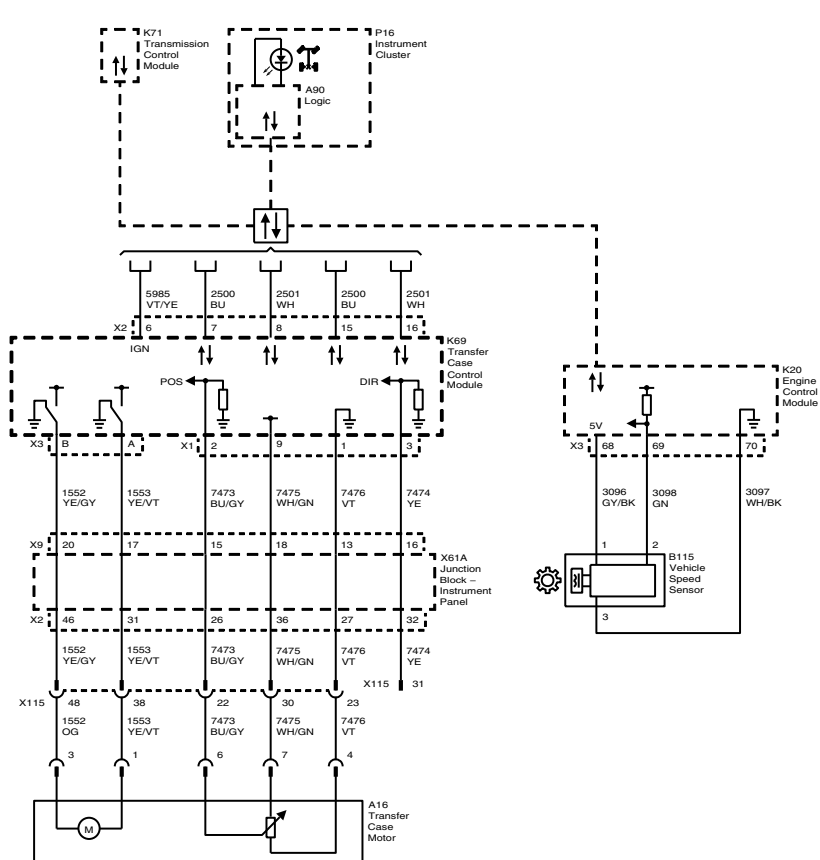 K71
Transmission
Control
Module
P16
Instrument
Cluster
A90
Logic
5985
VT/YE
2500
BU
2501
WH
2500
BU
2501
WH
X2 6 7 8 15 16
IGN
K69
Transfer
Case
Control
Module
POS
DIR
K20
Engine
Control
Module
5V
X3 B A X1 2 9 1 3
X3 68 69 70
1552
YE/GY
1553
YE/VT
7473
BU/GY
7475
WH/GN
7476
VT
7474
YE
3096
GY/BK
3098
GN
3097
WH/BK
X9 20 17 15 18 13 16
1 2
X61A
Junction
Block –
Instrument
Panel
B115
Vehicle
Speed
Sensor
3
X2 46 31 26 36 27 32
1552
YE/GY
1553
YE/VT
7473
BU/GY
7475
WH/GN
7476
VT
7474
YE
X115 31
X115 48 38 22 30 23
1552
OG
1553
YE/VT
7473
BU/GY
7475
WH/GN
7476
VT
3 1 6 7 4
A16
Transfer
Case
Motor
M